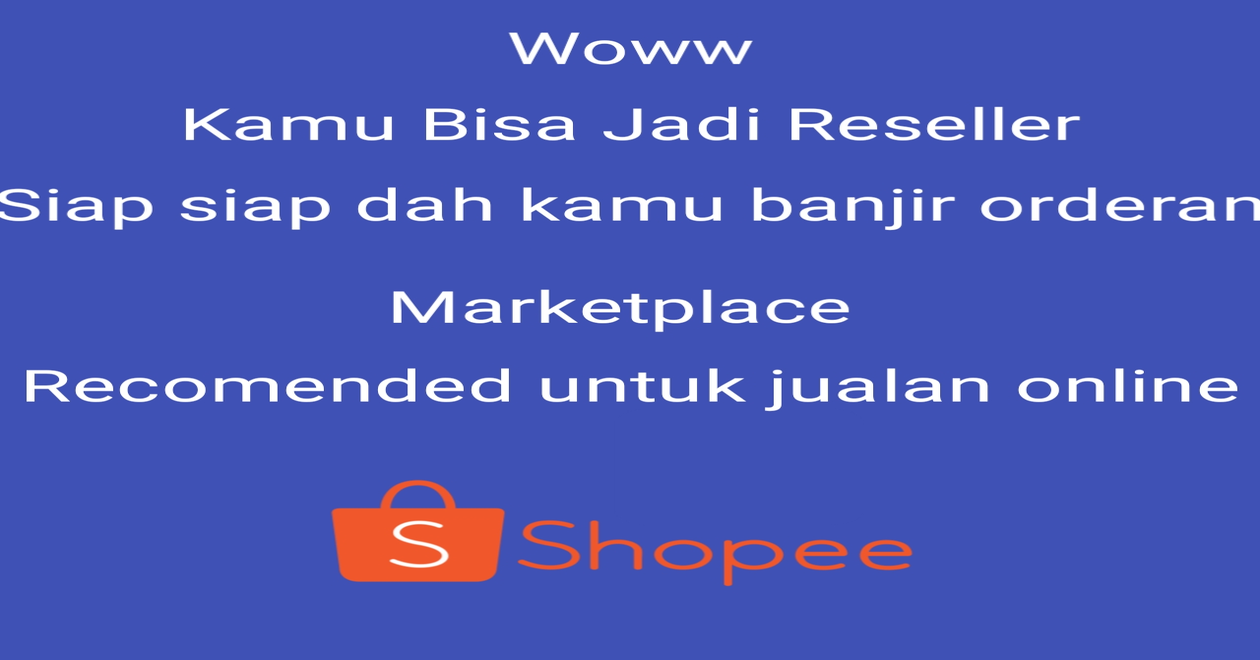 Woww
Kamu Bisa Jadi Reseller
Siap siap dah kamu banjir orderan
Marketplace
Recomended untuk jualan online
S Shopee